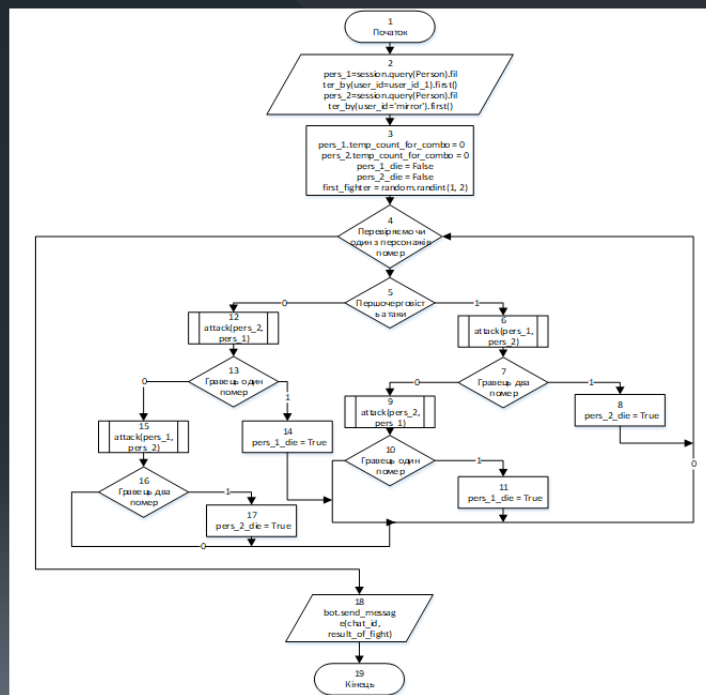 1
Початок
2
pers_1=session.query(Person).fil
ter_by(user_id=user_id_1).first()
pers_2=session.query(Person).fil
ter_by(user_id='mirror').first()
3
pers_1.temp_count_for_combo = 0
pers_2.temp_count_for_combo = 0
pers_1_die = False
pers_2_die = False
first_fighter = random.randint(1, 2)
4
Перевіряємо чи
один з персонажів
помер
5
Першочерговіст
ь атаки
0
1
12
attack(pers_2,
pers_1)
6
attack(pers_1,
pers_2)
13
Гравець один
помер
7
Гравець два
помер
0
1
0
1
9
attack(pers_2,
pers_1)
8
pers_2_die = True
15
attack(pers_1,
pers_2)
14
pers_1_die = True
10
Гравець один
помер
0
16
Гравець два
помер
1
1
11
pers_1_die = True
17
pers_2_die = True
0
18
bot.send_messag
e(chat_id,
result_of_fight)
19
Кінець